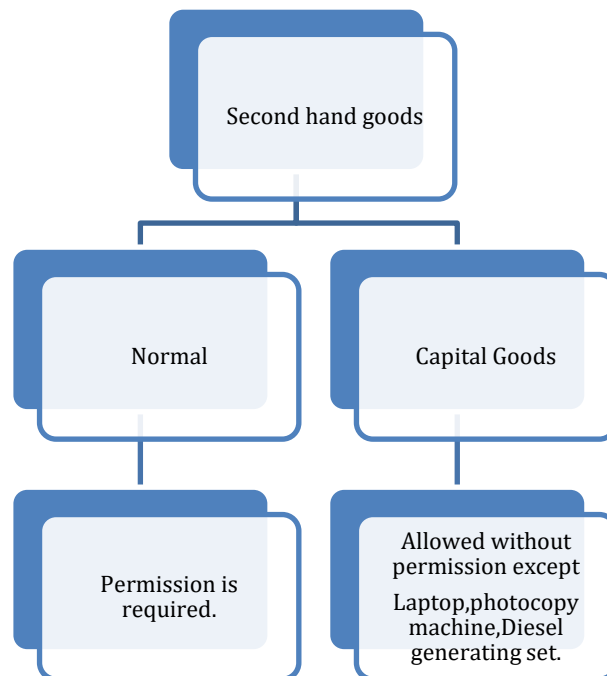 Second hand goods
Normal
Capital Goods
Permission is
required.
Allowed without
permission except
Laptop,photocopy
machine,Diesel
generating set.